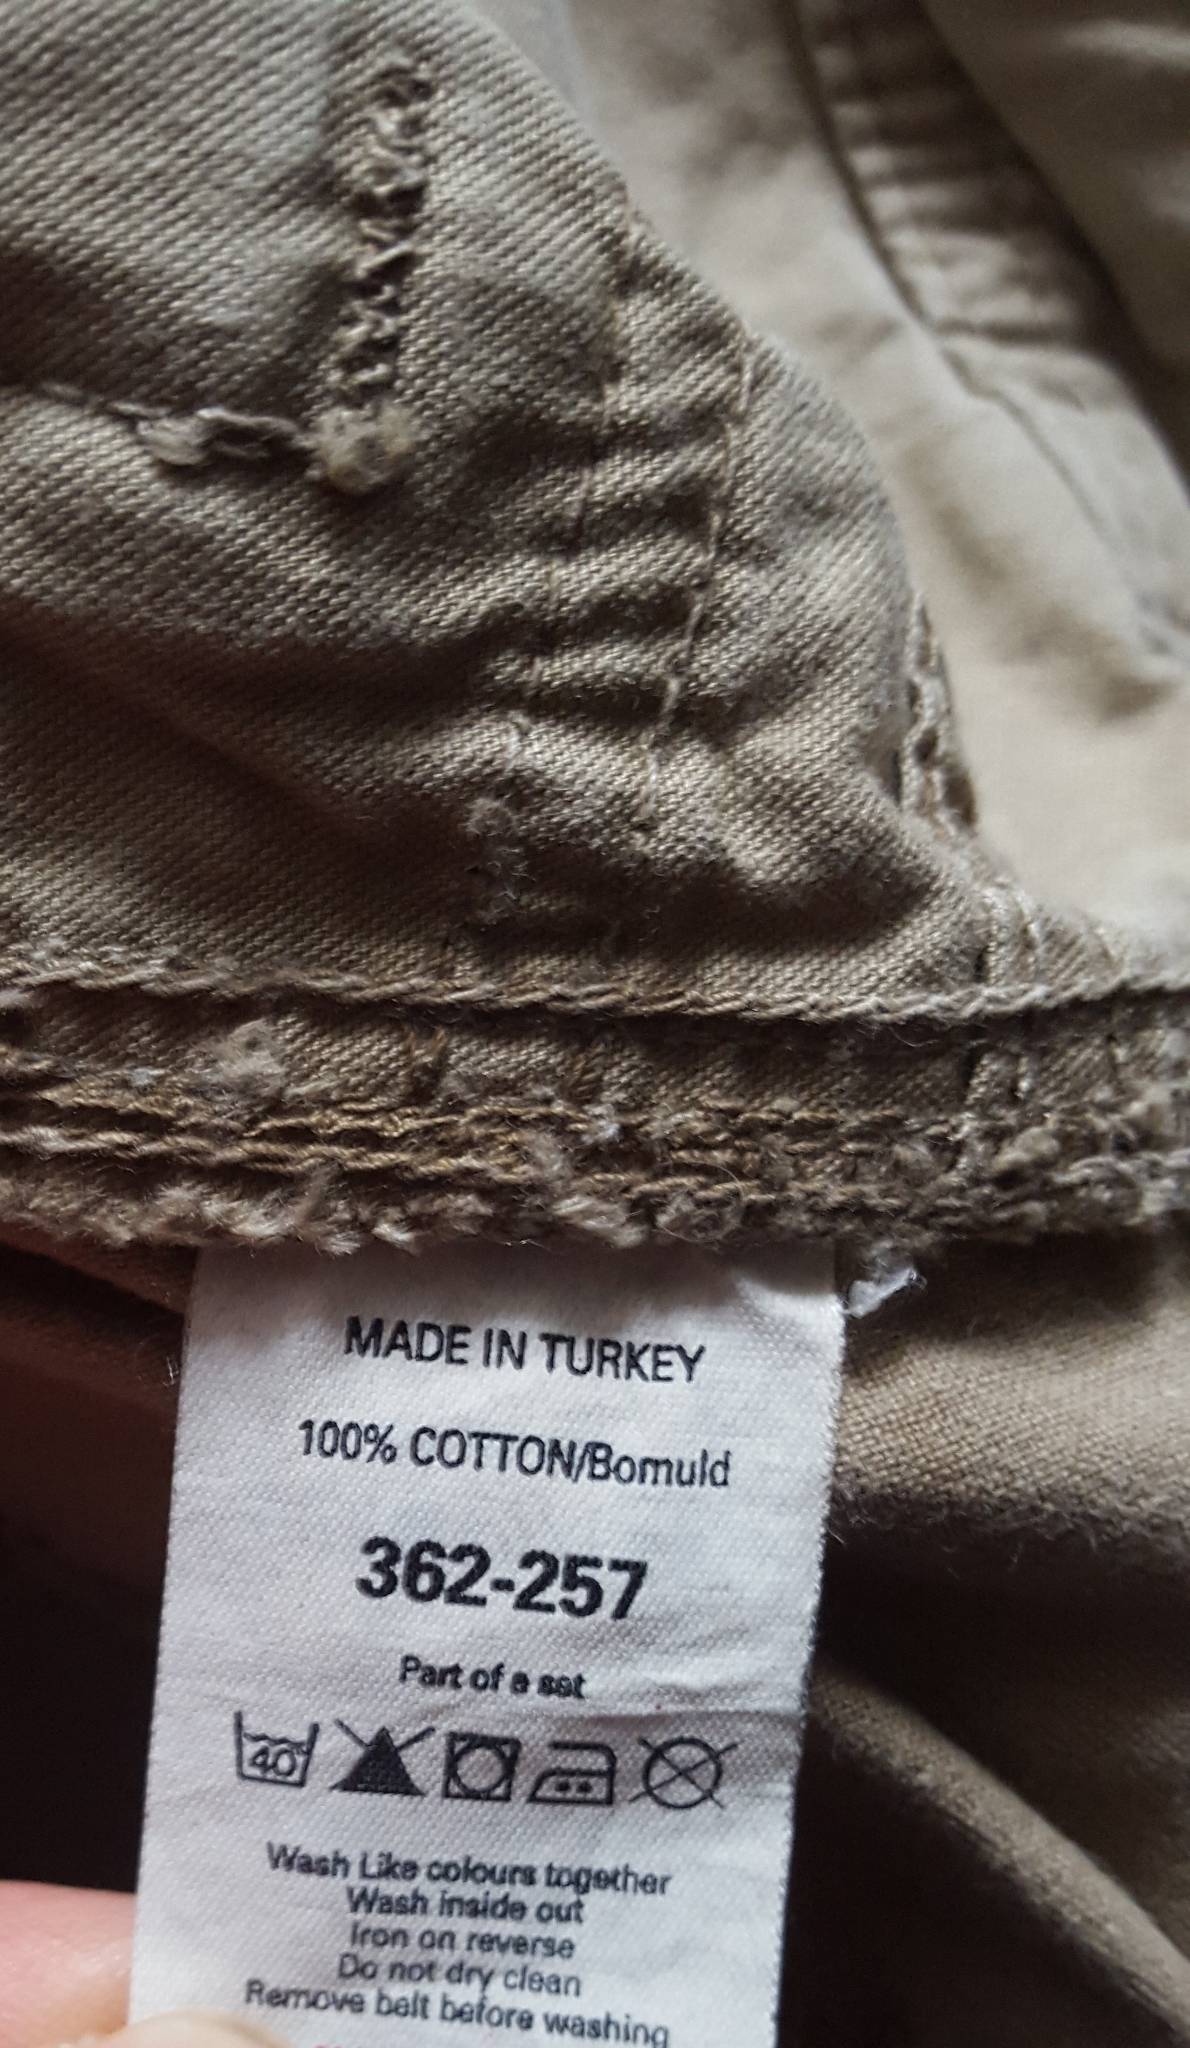 MADE IN TURKEY
100% COTTON/Bomuld
362-257
Part of a set
40
Wash Like colours together
Wash inside out
Iron on reverse
Do not dry clean
Remove belt before washing